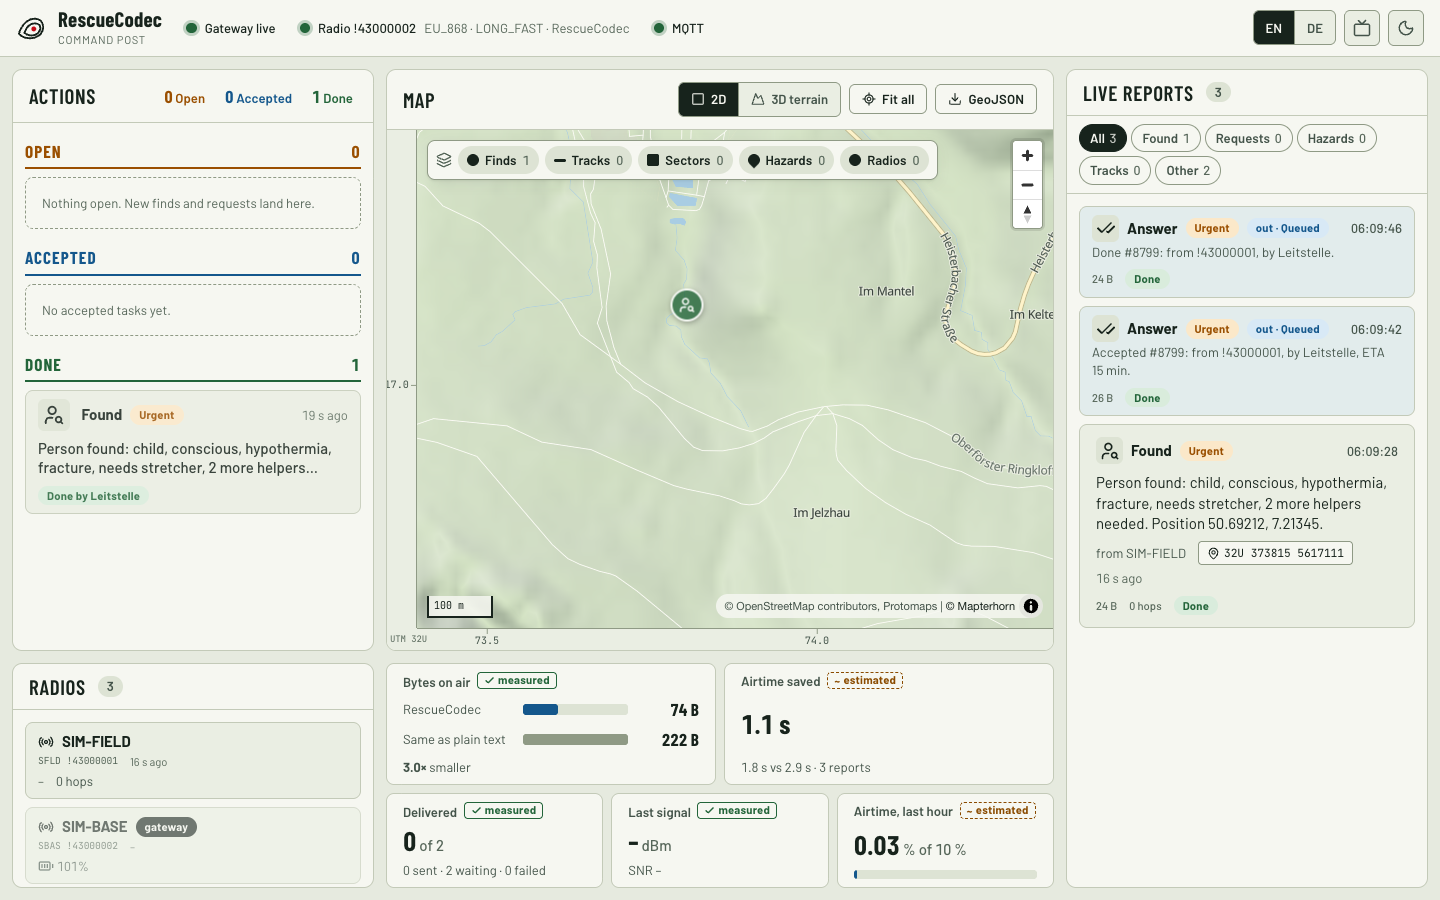 RescueCodec
COMMAND POST
Gateway live
Radio !43000002 EU_868 · LONG_FAST · RescueCodec
MQTT
EN DE
ACTIONS
0 Open 0 Accepted 1 Done
OPEN 0
Nothing open. New finds and requests land here.
ACCEPTED 0
No accepted tasks yet.
DONE 1
Found Urgent 19 s ago
Person found: child, conscious, hypothermia,
fracture, needs stretcher, 2 more helpers...
Done by Leitstelle
RADIOS 3
SIM-FIELD
SFLD !43000001 16 s ago
– 0 hops
SIM-BASE gateway
SBAS !43000002 –
101%
MAP
2D 3D terrain Fit all GeoJSON
Finds 1 Tracks 0 Sectors 0 Hazards 0 Radios 0
Heisterbacher Straße
Im Mantel
17.0
Oberförster Ringklof
Im Jelzhau
100 m
© OpenStreetMap contributors, Protomaps | © Mapterhorn
UTM 32U 73.5 74.0
Bytes on air measured
RescueCodec 74 B
Same as plain text 222 B
3.0× smaller
Airtime saved ~ estimated
1.1 s
1.8 s vs 2.9 s · 3 reports
Delivered measured
0 of 2
0 sent · 2 waiting · 0 failed
Last signal measured
– dBm
SNR –
Airtime, last hour ~ estimated
0.03 % of 10 %
LIVE REPORTS 3
All 3 Found 1 Requests 0 Hazards 0
Tracks 0 Other 2
Answer Urgent out · Queued 06:09:46
Done #8799: from !43000001, by Leitstelle.
24 B Done
Answer Urgent out · Queued 06:09:42
Accepted #8799: from !43000001, by Leitstelle, ETA
15 min.
26 B Done
Found Urgent 06:09:28
Person found: child, conscious, hypothermia,
fracture, needs stretcher, 2 more helpers
needed. Position 50.69212, 7.21345.
from SIM-FIELD 32U 373815 5617111
16 s ago
24 B 0 hops Done